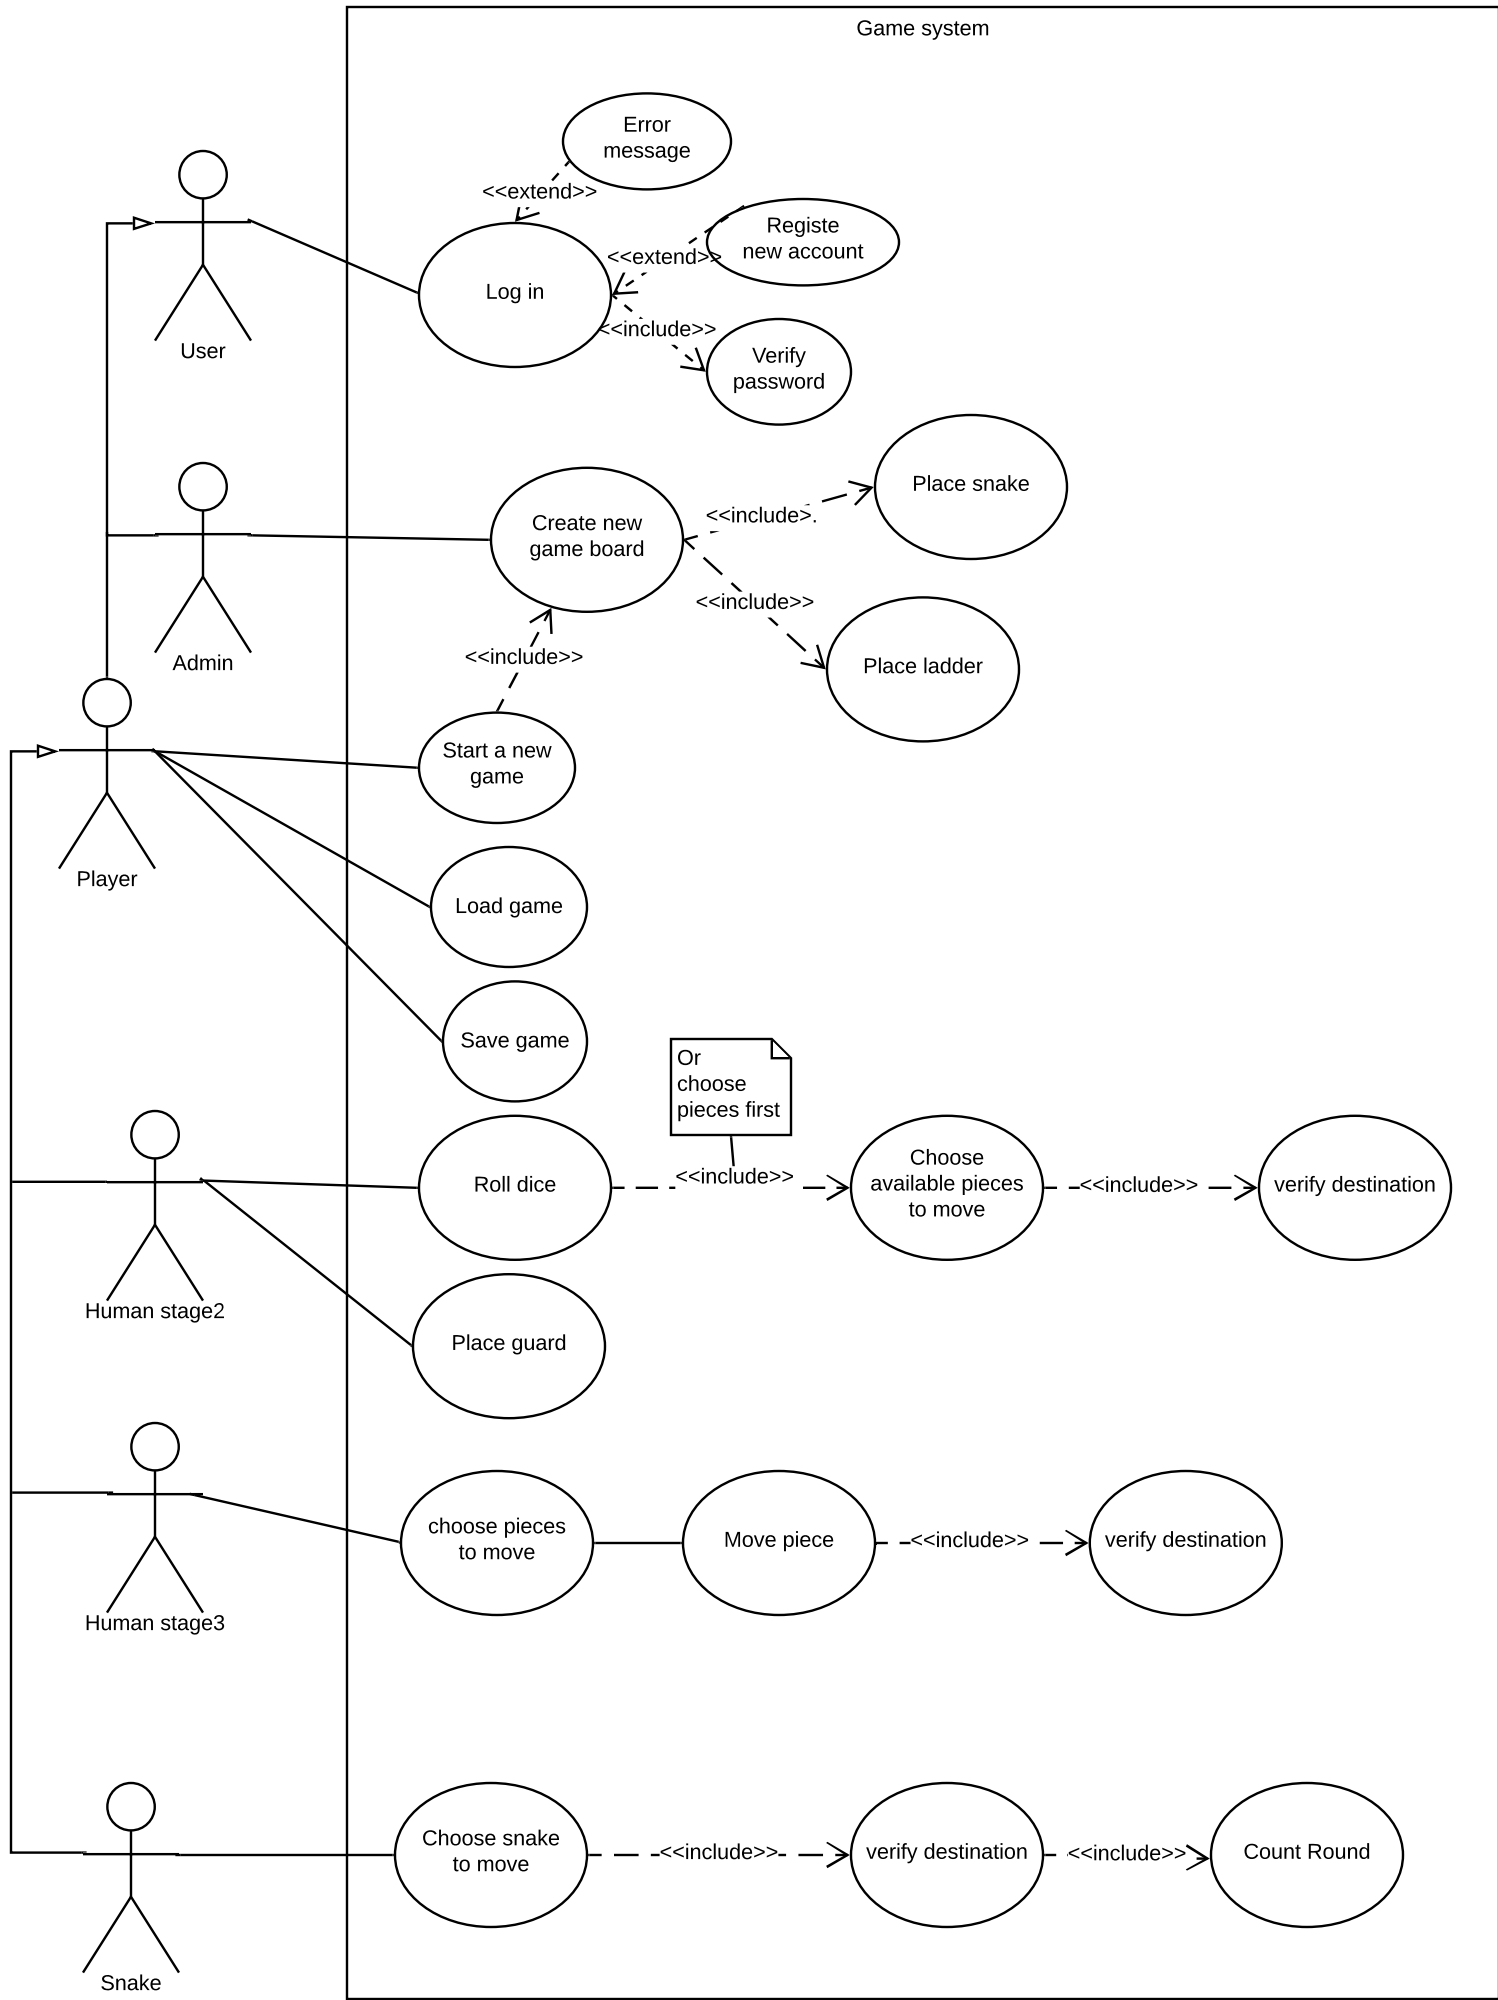 Game system
Error
message
<<extend>>
Registe
new account
<<extend>>
Log in
<<include>>
Verify
password
User
Place snake
<<include>.
Create new
game board
<<include>>
Place ladder
Admin
<<include>>
Start a new
game
Player
Load game
Save game
Or
choose
pieces first
Roll dice
<<include>>
Choose
available pieces
to move
<<include>>
verify destination
Human stage2
Place guard
choose pieces
to move
Move piece
<<include>>
verify destination
Human stage3
Choose snake
to move
<<include>>
verify destination
<<include>>
Count Round
Snake